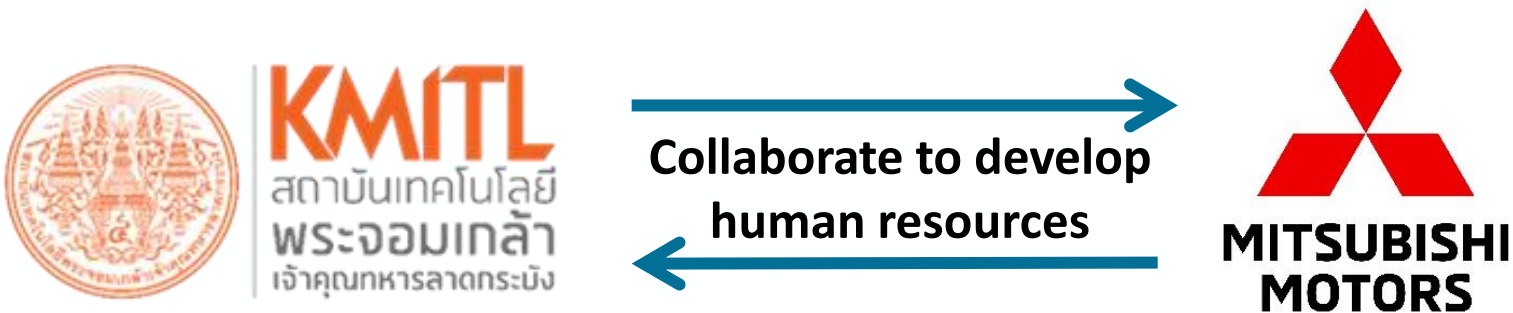 KMITL
สถาบันเทคโนโลยี
พระจอมเกล้า
เจ้าคุณทหารลาดกระบัง
Collaborate to develop
human resources
MITSUBISHI
MOTORS